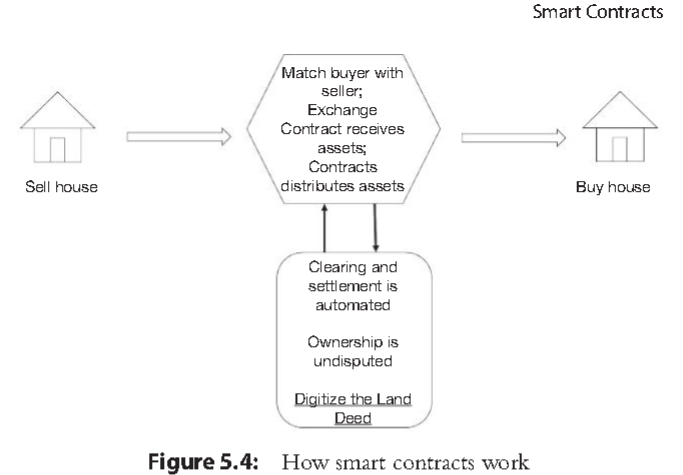 Smart Contracts
Match buyer with
seller;
Exchange
Contract receives
assets;
Contracts
distributes assets
Sell house
Buy house
Clearing and
settlement is
automated
Ownership is
undisputed
Digitize the Land
Deed
Figure 5.4: How smart contracts work